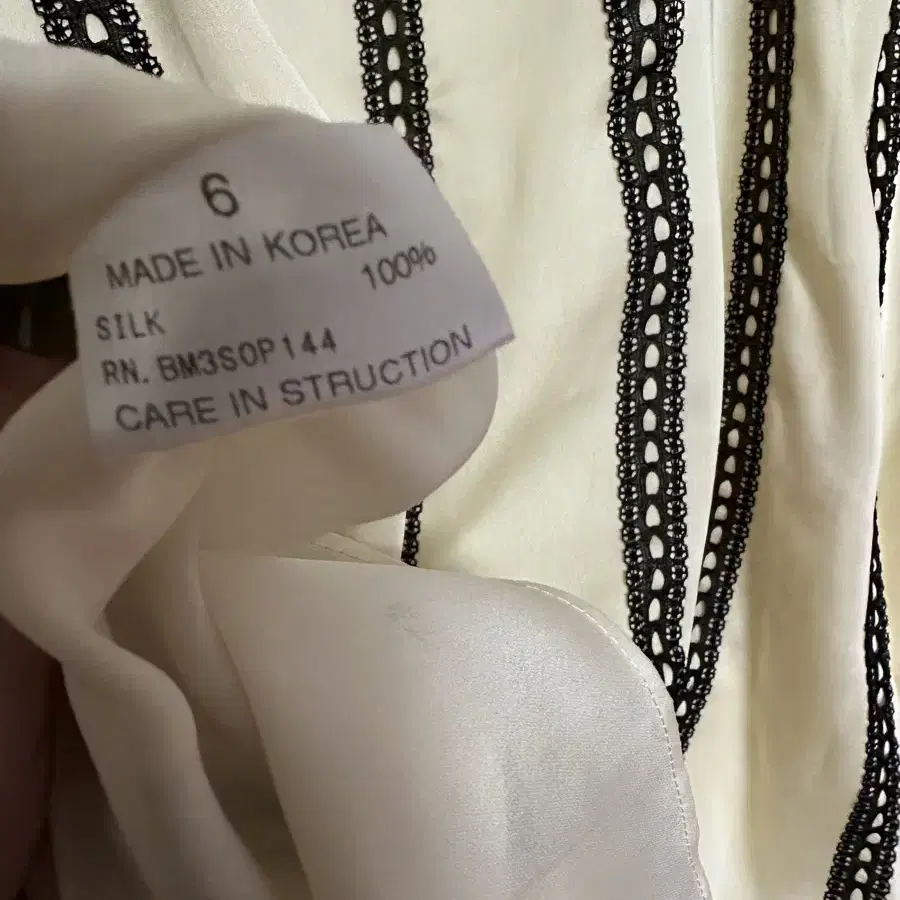 6
MADE IN KOREA
100%
SILK
RN. BM3SOP144
CARE IN STRUCTION